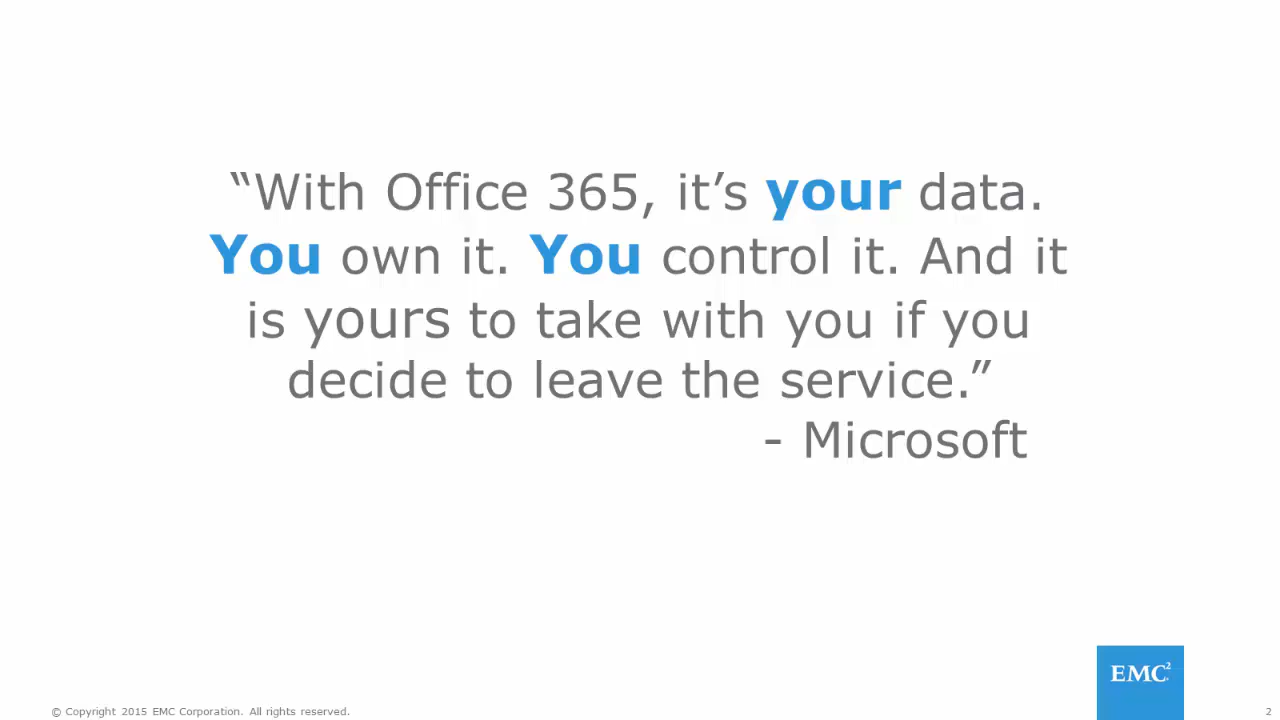 “With Office 365, it’s your data.
You own it. You control it. And it
is yours to take with you if you
decide to leave the service.”
- Microsoft
EMC²
© Copyright 2015 EMC Corporation. All rights reserved.
2